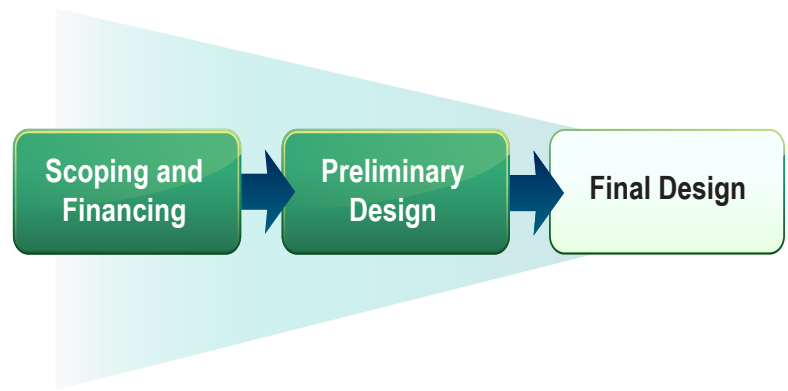 Scoping and
Financing
Preliminary
Design
Final Design